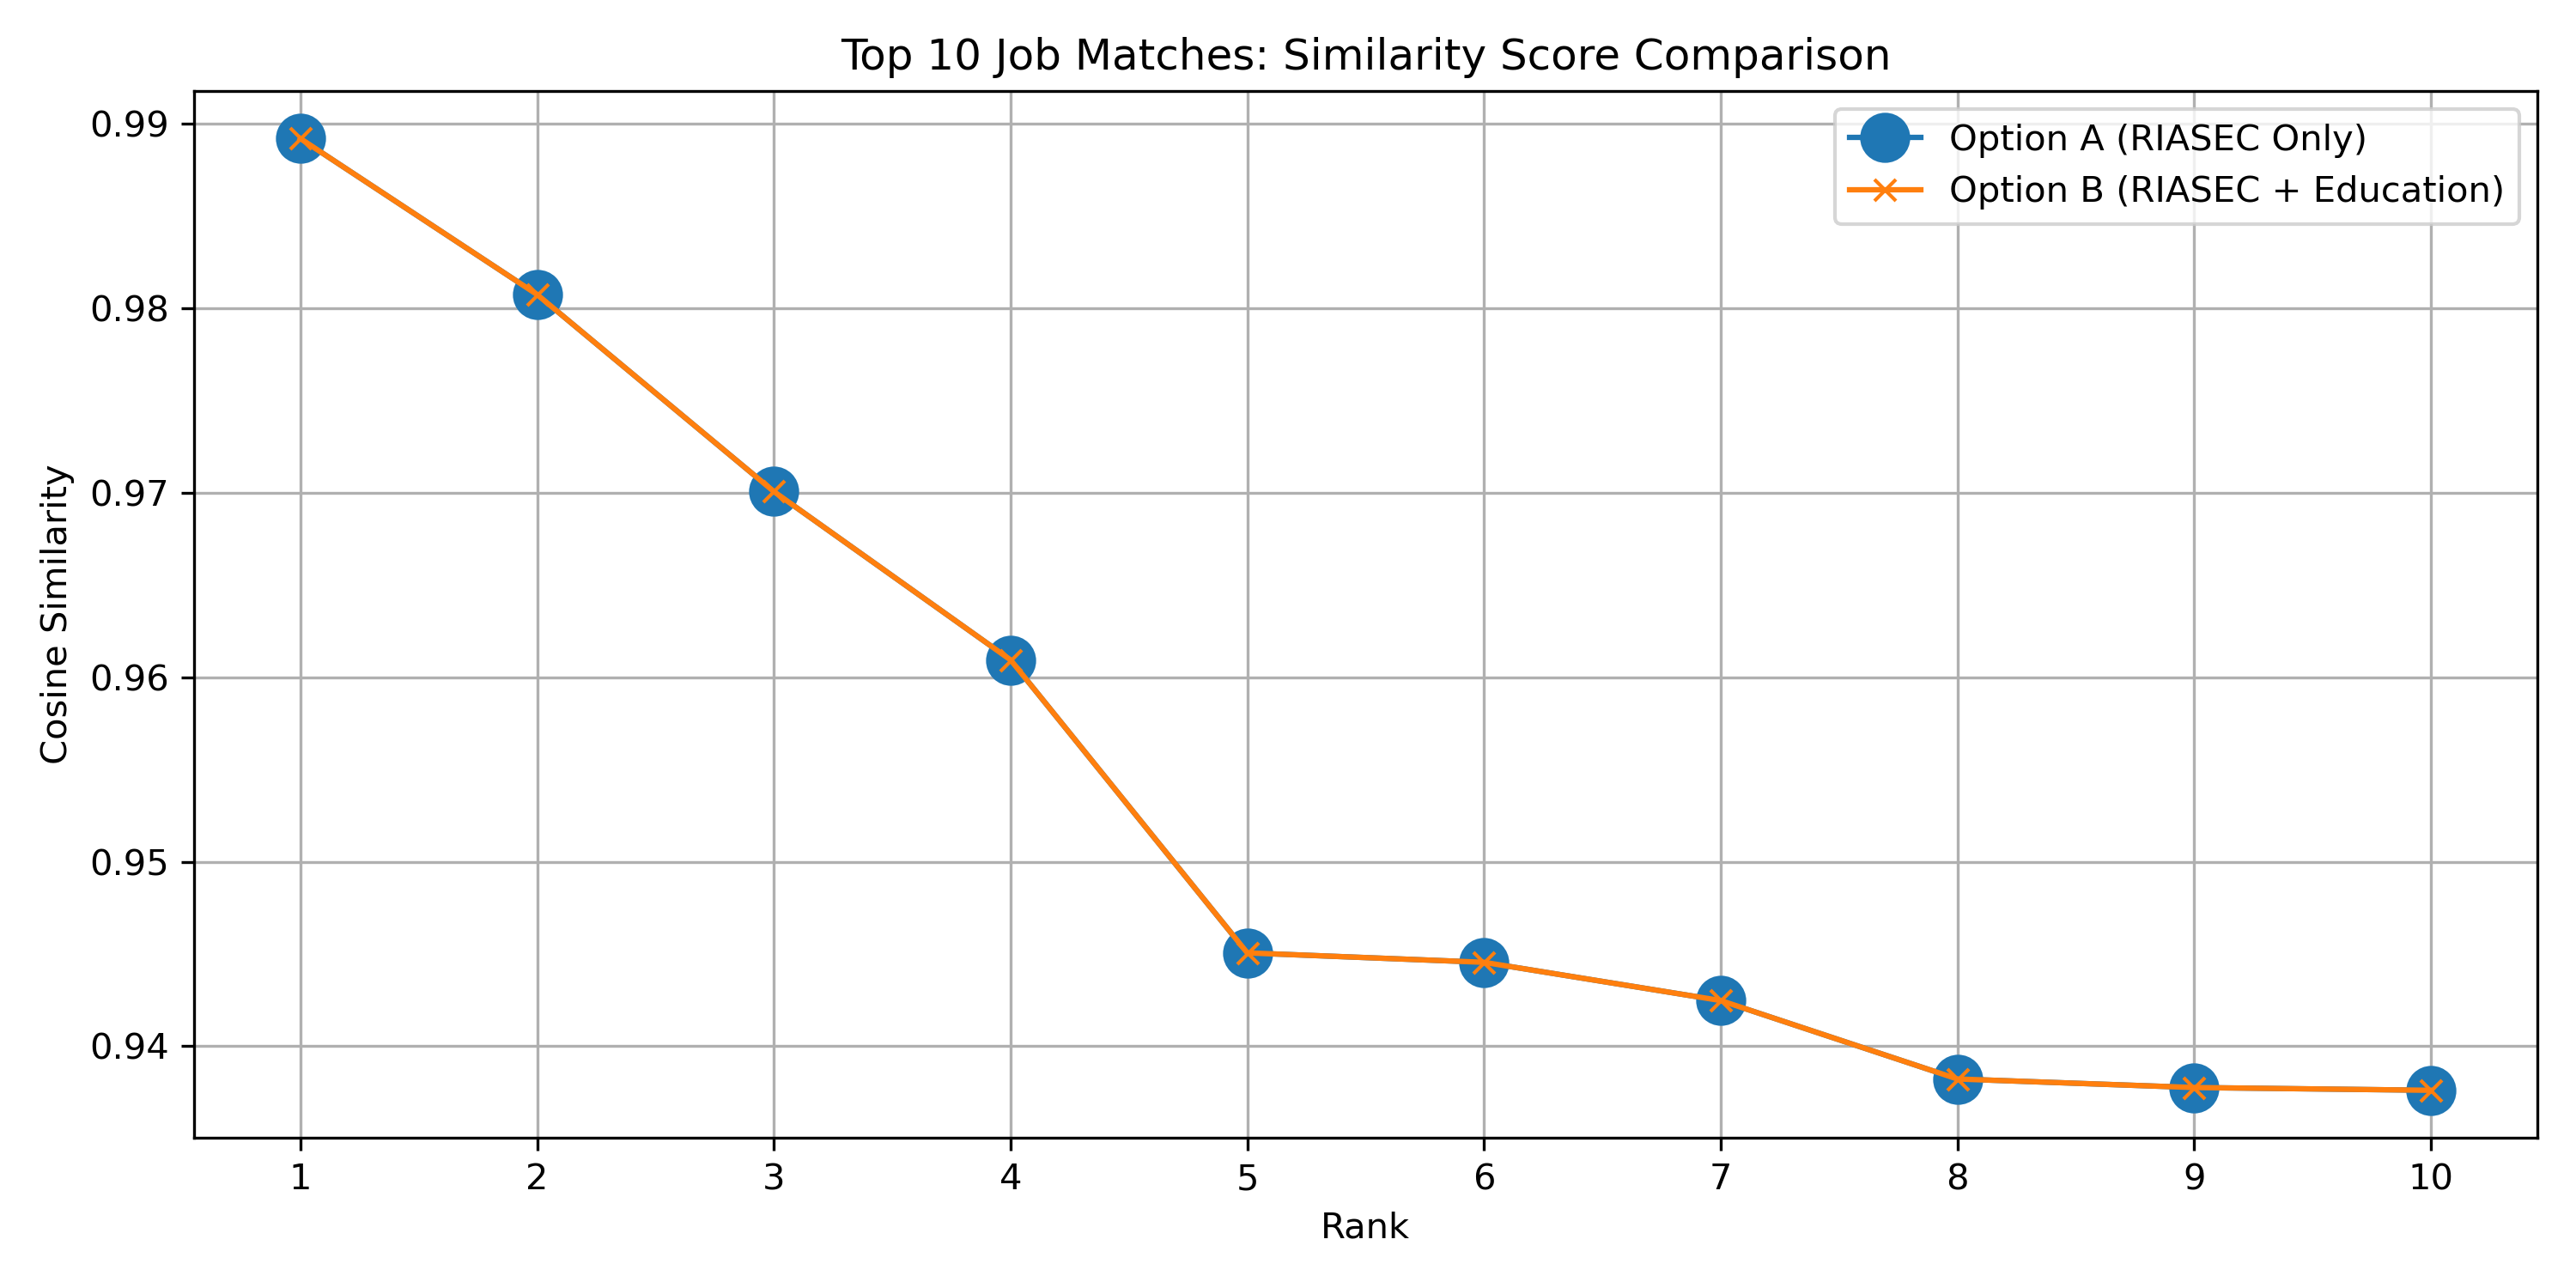 Top 10 Job Matches: Similarity Score Comparison
Option A (RIASEC Only)
Option B (RIASEC + Education)
Cosine Similarity
0.99
0.98
0.97
0.96
0.95
0.94
1 2 3 4 5 6 7 8 9 10
Rank